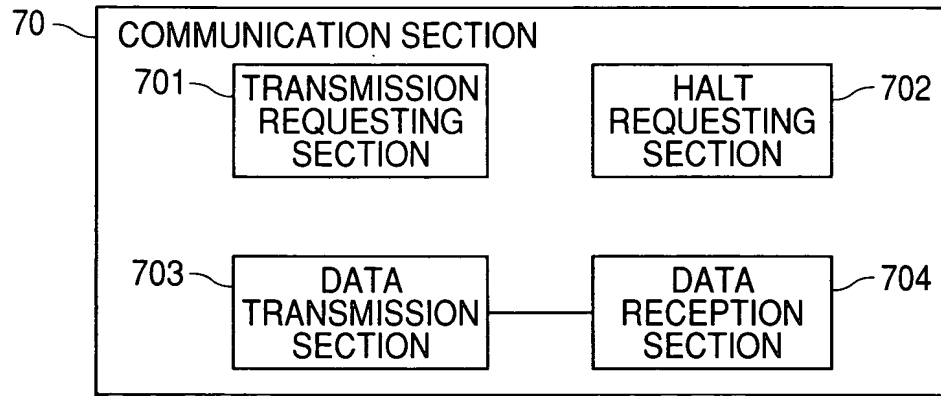 70
COMMUNICATION SECTION
701
TRANSMISSION
REQUESTING
SECTION
HALT
REQUESTING
SECTION
702
703
DATA
TRANSMISSION
SECTION
DATA
RECEPTION
SECTION
704